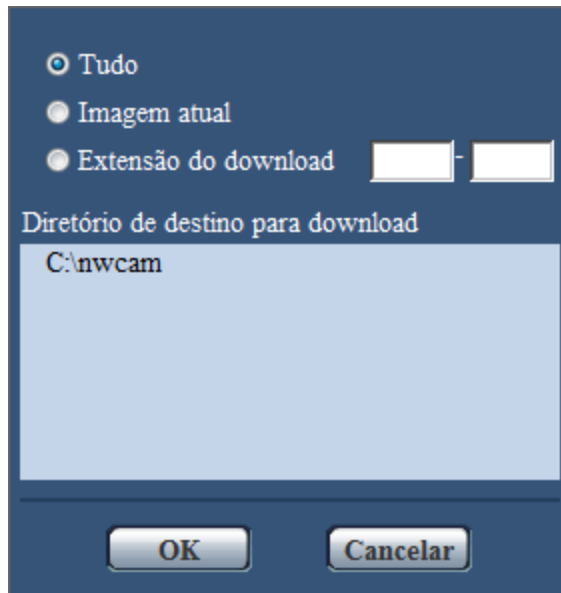 Tudo
Imagem atual
Extensão do download -
Diretório de destino para download
C:\nwcam
OK Cancelar